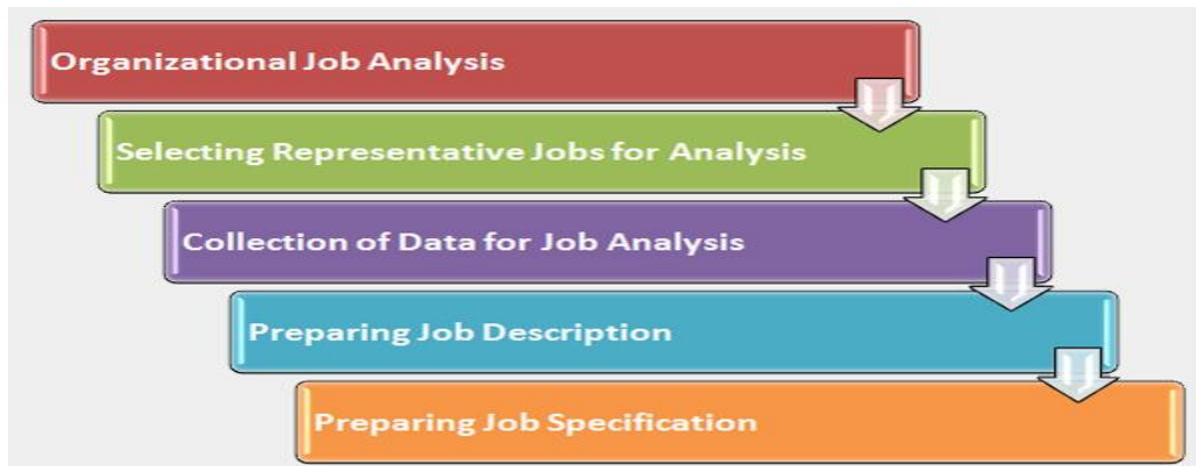 Organizational Job Analysis
Selecting Representative Jobs for Analysis
Collection of Data for Job Analysis
Preparing Job Description
Preparing Job Specification